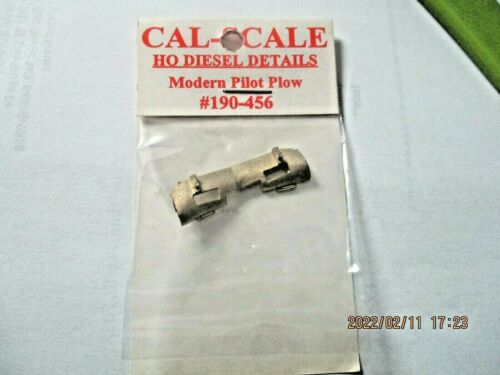 CAL-SCALE
HO DIESEL DETAILS
Modern Pilot Plow
#190-456
2022/02/11 17:23